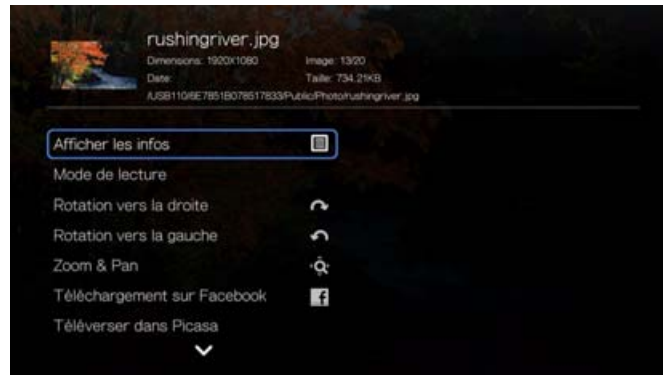 rushingriver.jpg
Dimensions: 1920X1080 Image: 13/20
Date: Taille: 734.21KB
/USB110/6E7B51B078517833/Public/Photo/rushingriver.jpg
Afficher les infos
Mode de lecture
Rotation vers la droite
Rotation vers la gauche
Zoom & Pan
Téléchargement sur Facebook
Téléverser dans Picasa